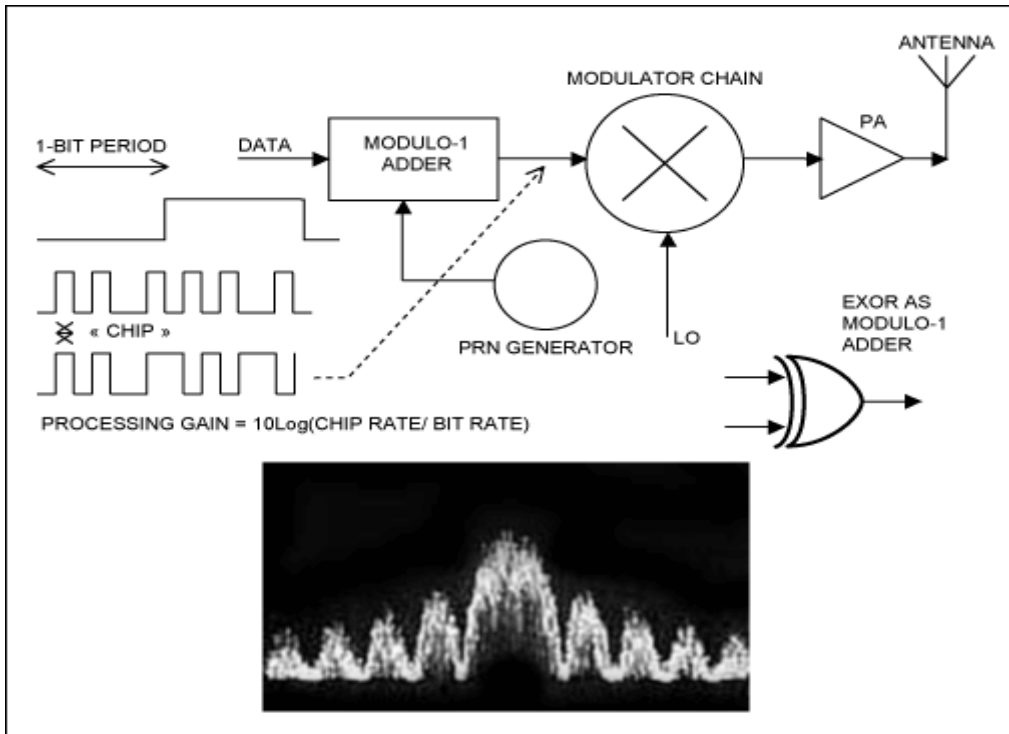 ANTENNA
MODULATOR CHAIN
PA
1-BIT PERIOD
DATA
MODULO-1
ADDER
« CHIP »
PRN GENERATOR
LO
EXOR AS
MODULO-1
ADDER
PROCESSING GAIN = 10Log(CHIP RATE/ BIT RATE)